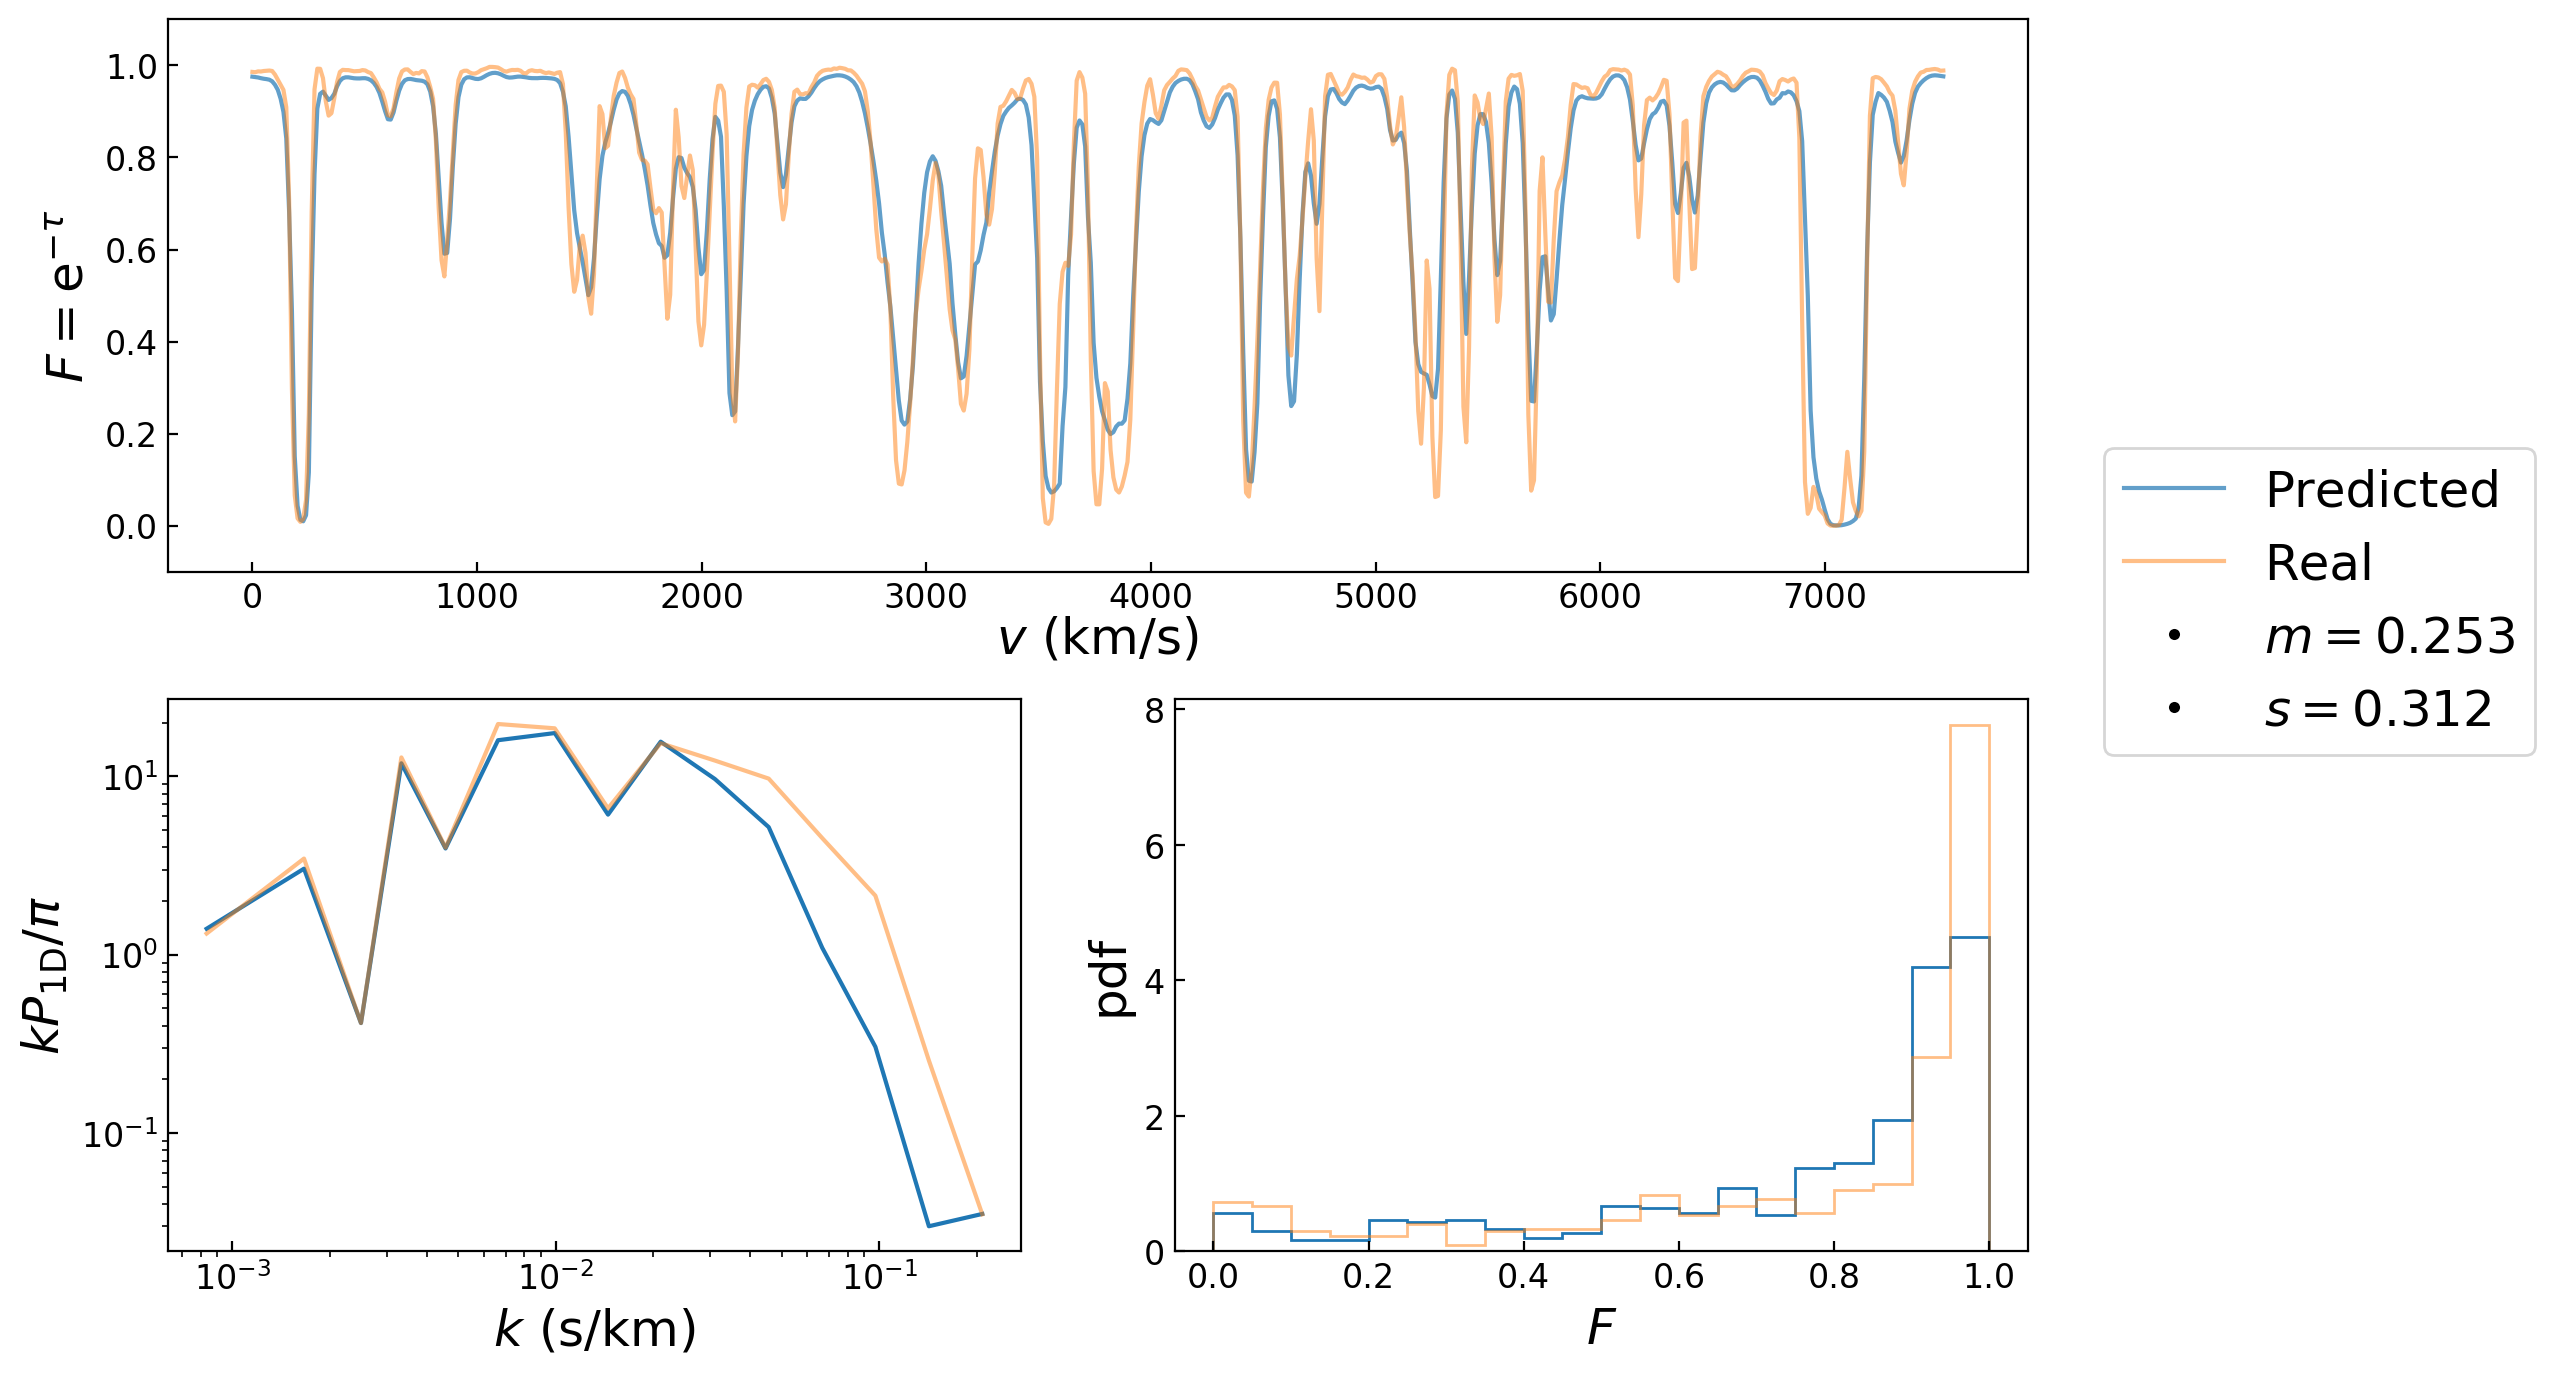 F = e^{−τ}
1.0
0.8
0.6
0.4
0.2
0.0
0 1000 2000 3000 4000 5000 6000 7000
v (km/s)
Predicted
Real
m = 0.253
s = 0.312
kP_{1D}/π
10^1
10^0
10^{−1}
10^{−3} 10^{−2} 10^{−1}
k (s/km)
pdf
8
6
4
2
0
0.0 0.2 0.4 0.6 0.8 1.0
F